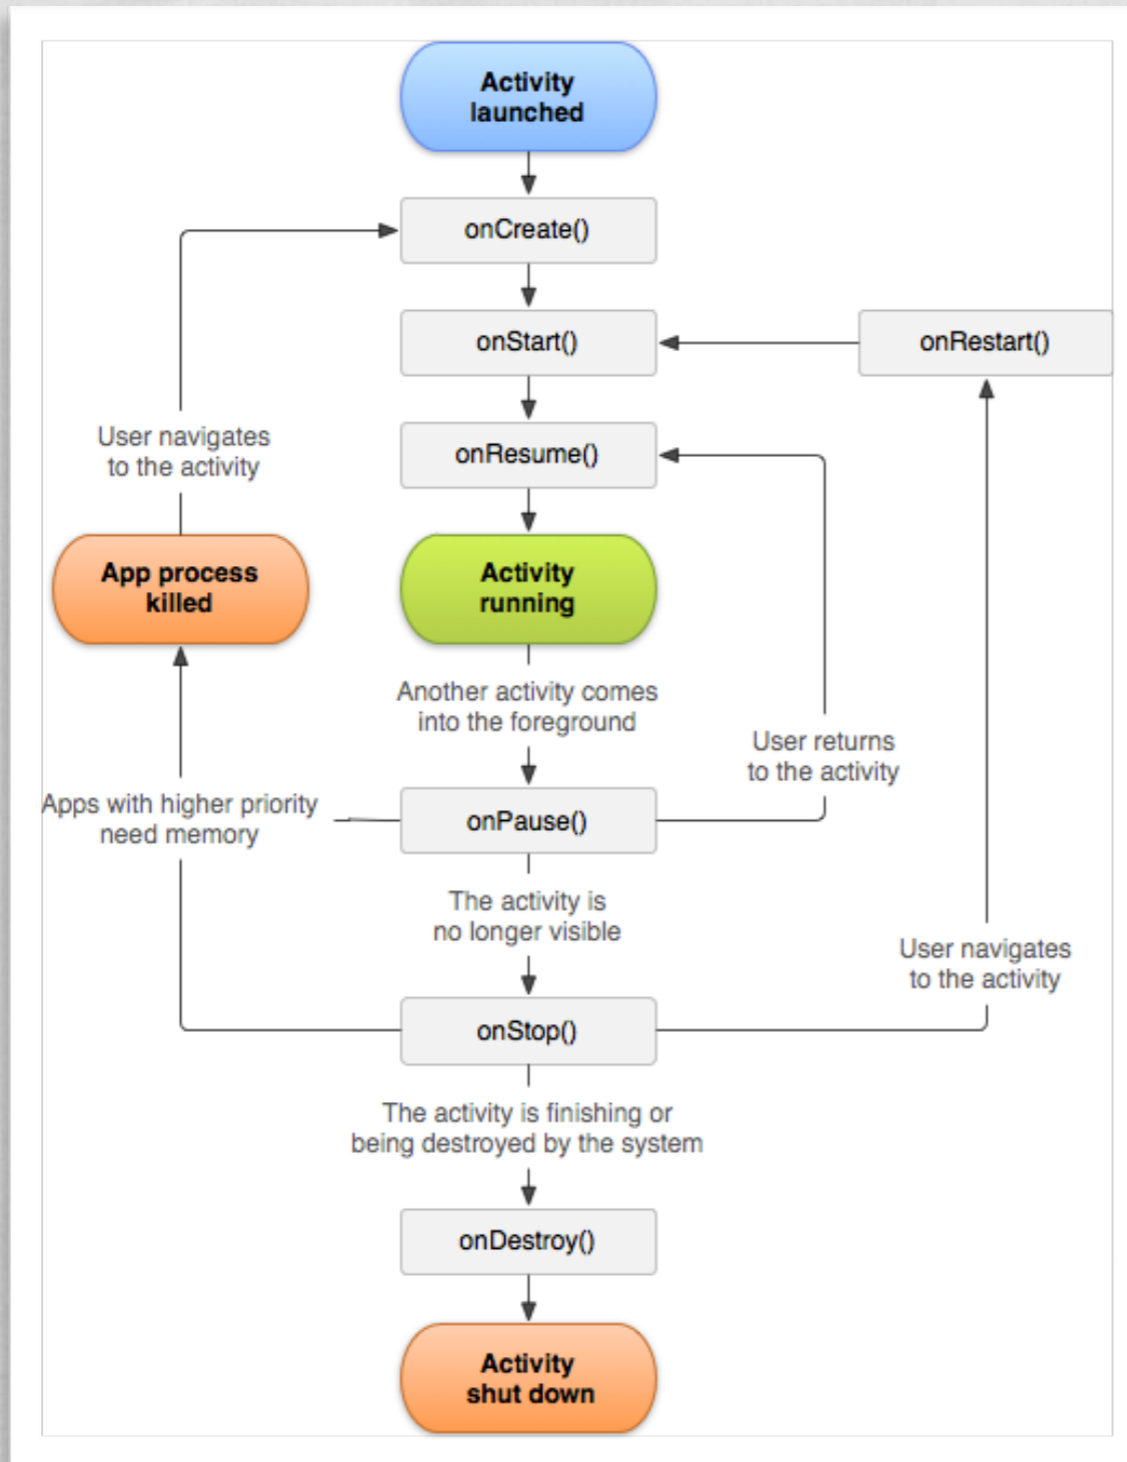 Activity
launched
onCreate()
onStart()
onRestart()
onResume()
User navigates
to the activity
App process
killed
Activity
running
Another activity comes
into the foreground
User returns
to the activity
Apps with higher priority
need memory
onPause()
The activity is
no longer visible
User navigates
to the activity
onStop()
The activity is finishing or
being destroyed by the system
onDestroy()
Activity
shut down